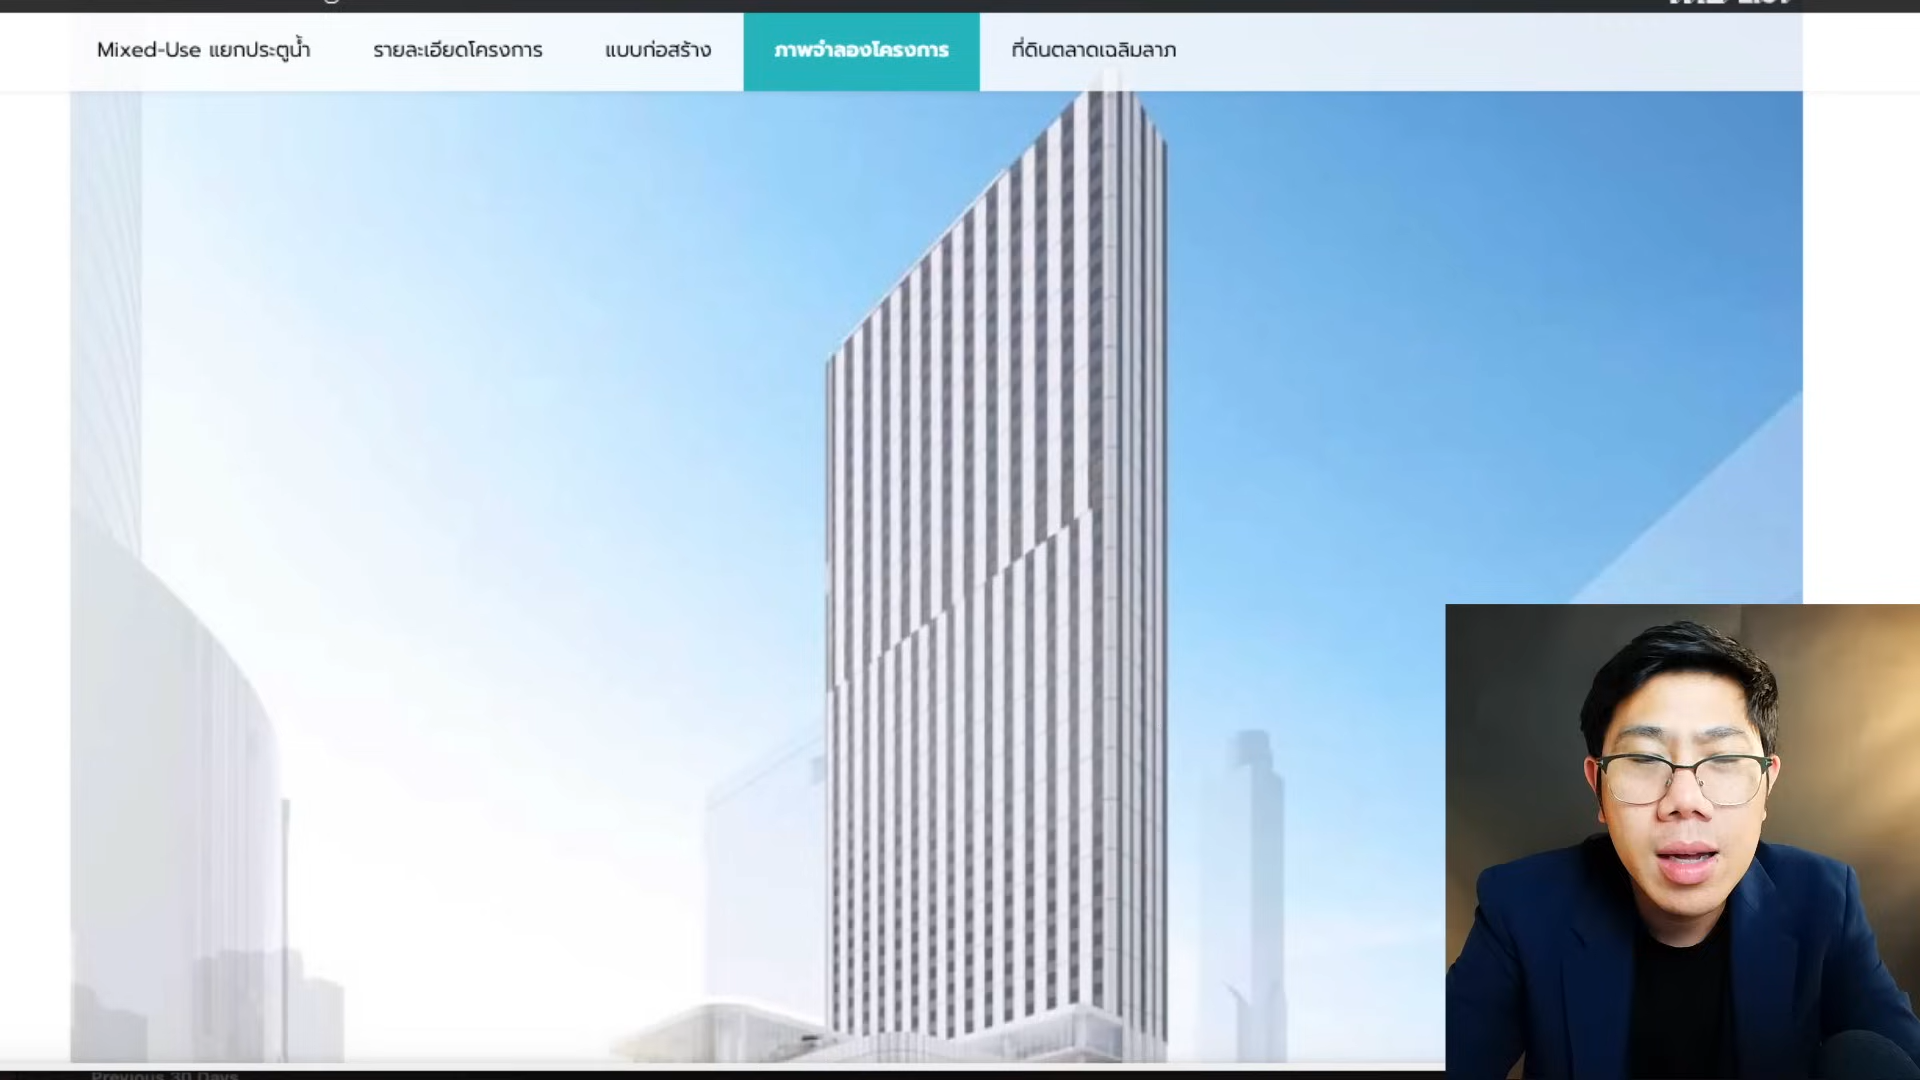 Mixed-Use แยกประตูน้ำ
รายละเอียดโครงการ
แบบก่อสร้าง
ภาพจำลองโครงการ
ที่ดินตลาดเฉลิมลาภ
Previous 30 Days